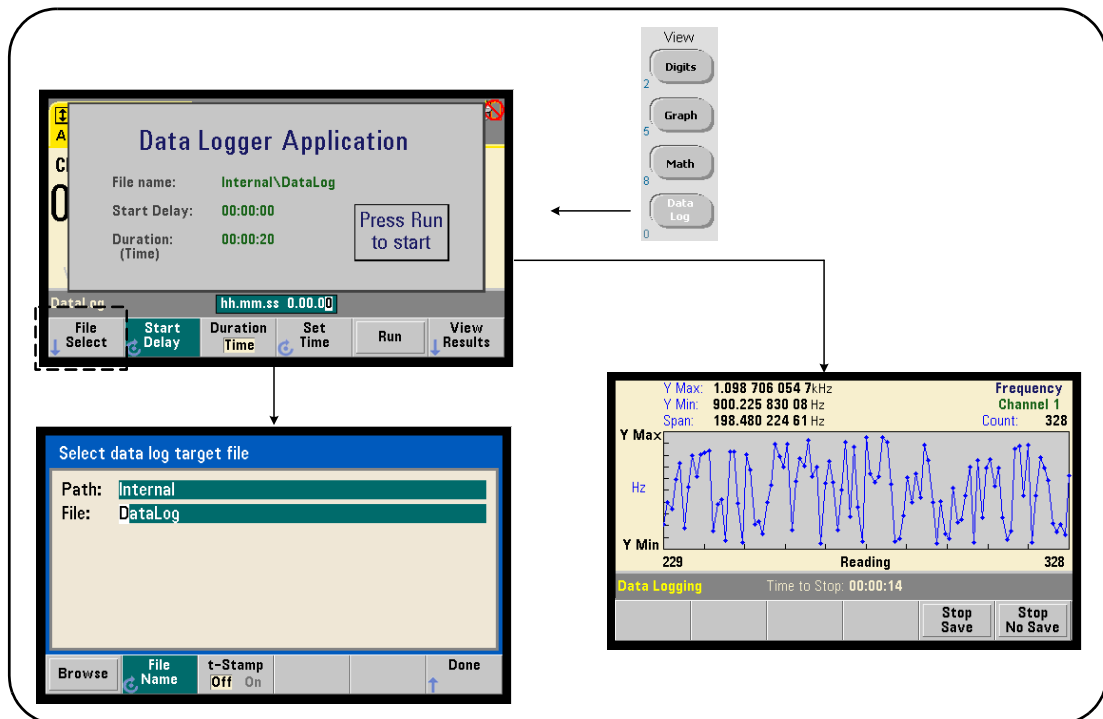 View
Digits
2
Graph
5
Math
8
Data
Log
0
A
Data Logger Application
Cl
File name: Internal\DataLog
0
Start Delay: 00:00:00
Press Run
to start
Duration: 00:00:20
(Time)
DataLog hh.mm.ss 0.00.00
File
Select
Start
Delay
Duration
Time
Set
Time
Run
View
Results
Select data log target file
Path: Internal
File: DataLog
Browse
File
Name
t-Stamp
Off On
Done
Y Max: 1.098 706 054 7kHz Frequency
Y Min: 900.225 830 08 Hz Channel 1
Span: 198.480 224 61 Hz Count: 328
Y Max
Hz
Y Min
229 Reading 328
Data Logging Time to Stop: 00:00:14
Stop
Save
Stop
No Save